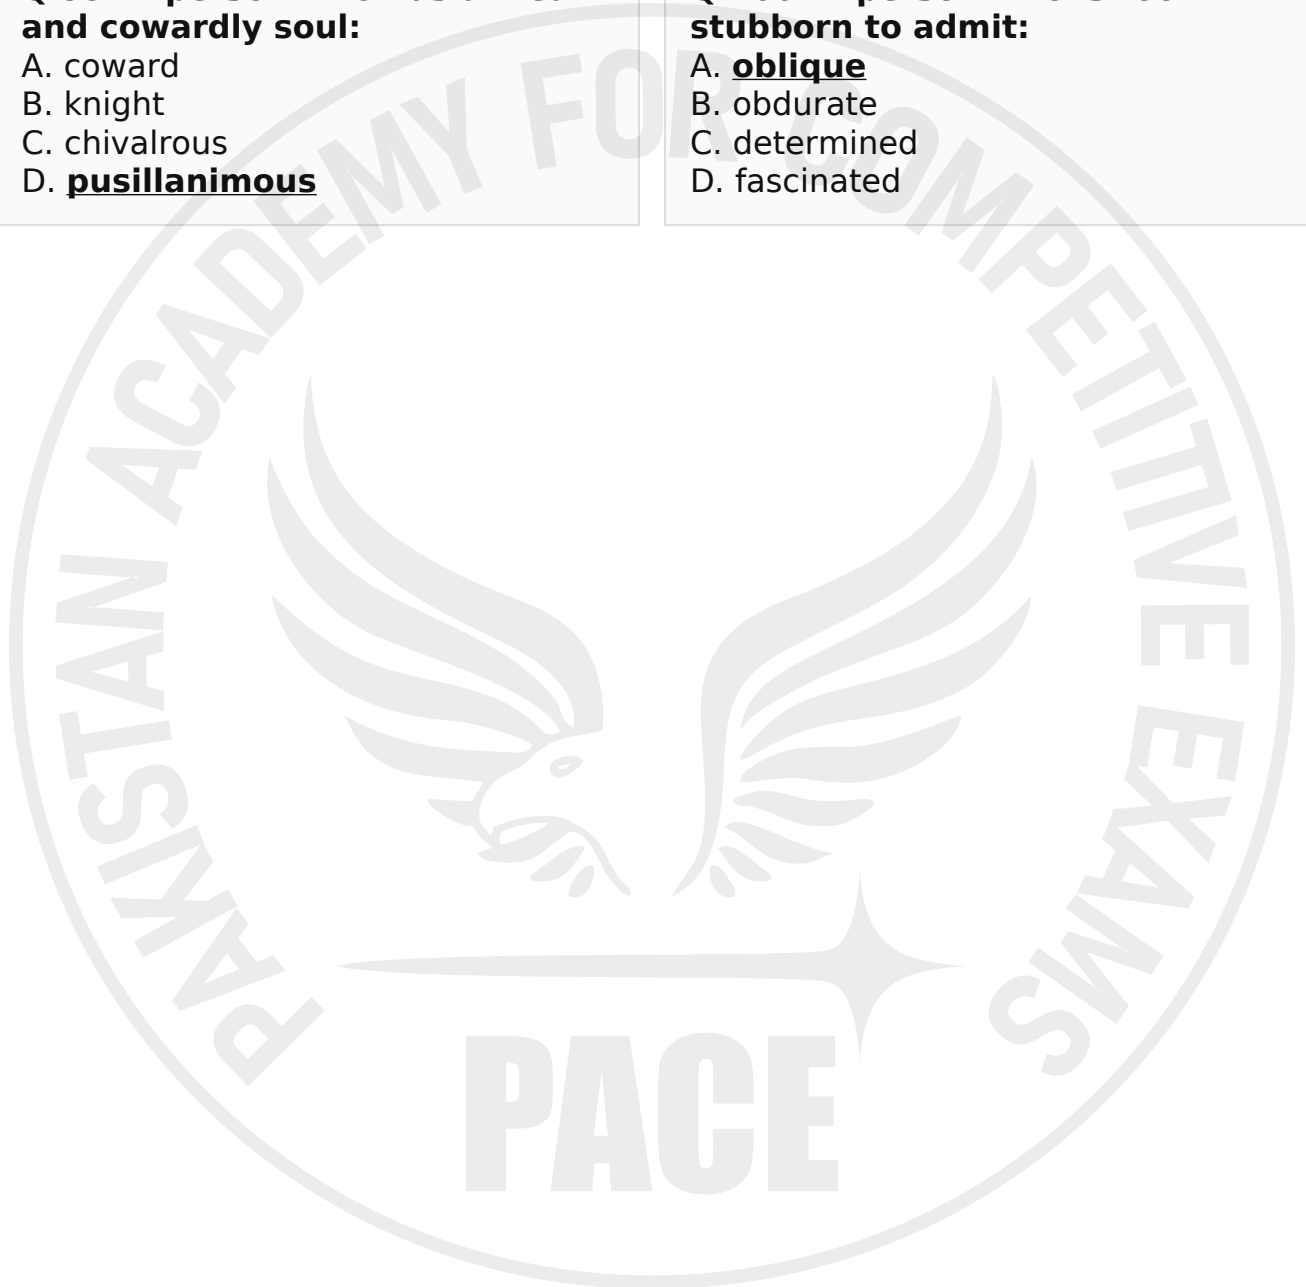 and cowardly soul:
A. coward
B. knight
C. chivalrous
D. pusillanimous
stubborn to admit:
A. oblique
B. obdurate
C. determined
D. fascinated
PAKISTAN ACADEMY FOR COMPETITIVE EXAMS
PACE